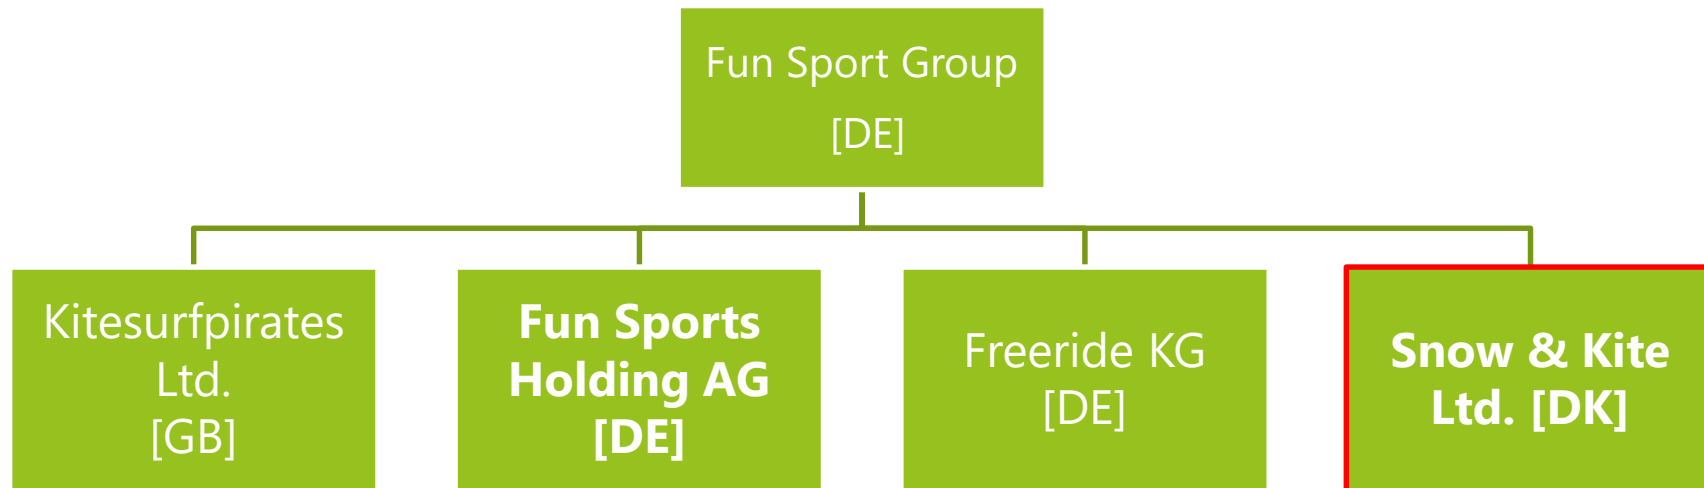 Fun Sport Group
[DE]
Kitesurfpirates
Ltd.
[GB]
Fun Sports
Holding AG
[DE]
Freeride KG
[DE]
Snow & Kite
Ltd. [DK]